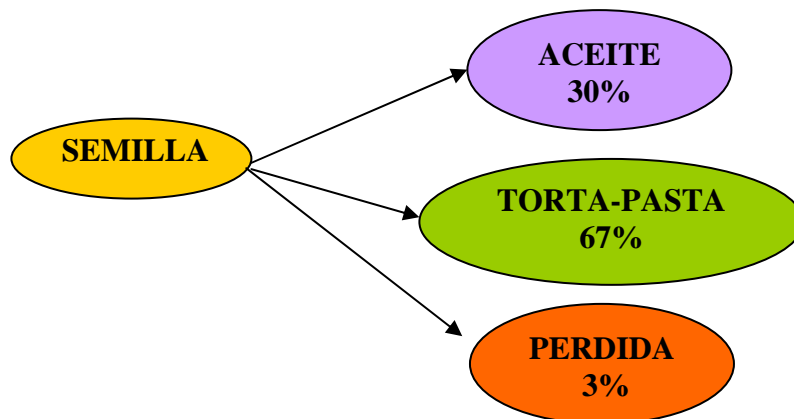 SEMILLA
ACEITE
30%
TORTA-PASTA
67%
PERDIDA
3%